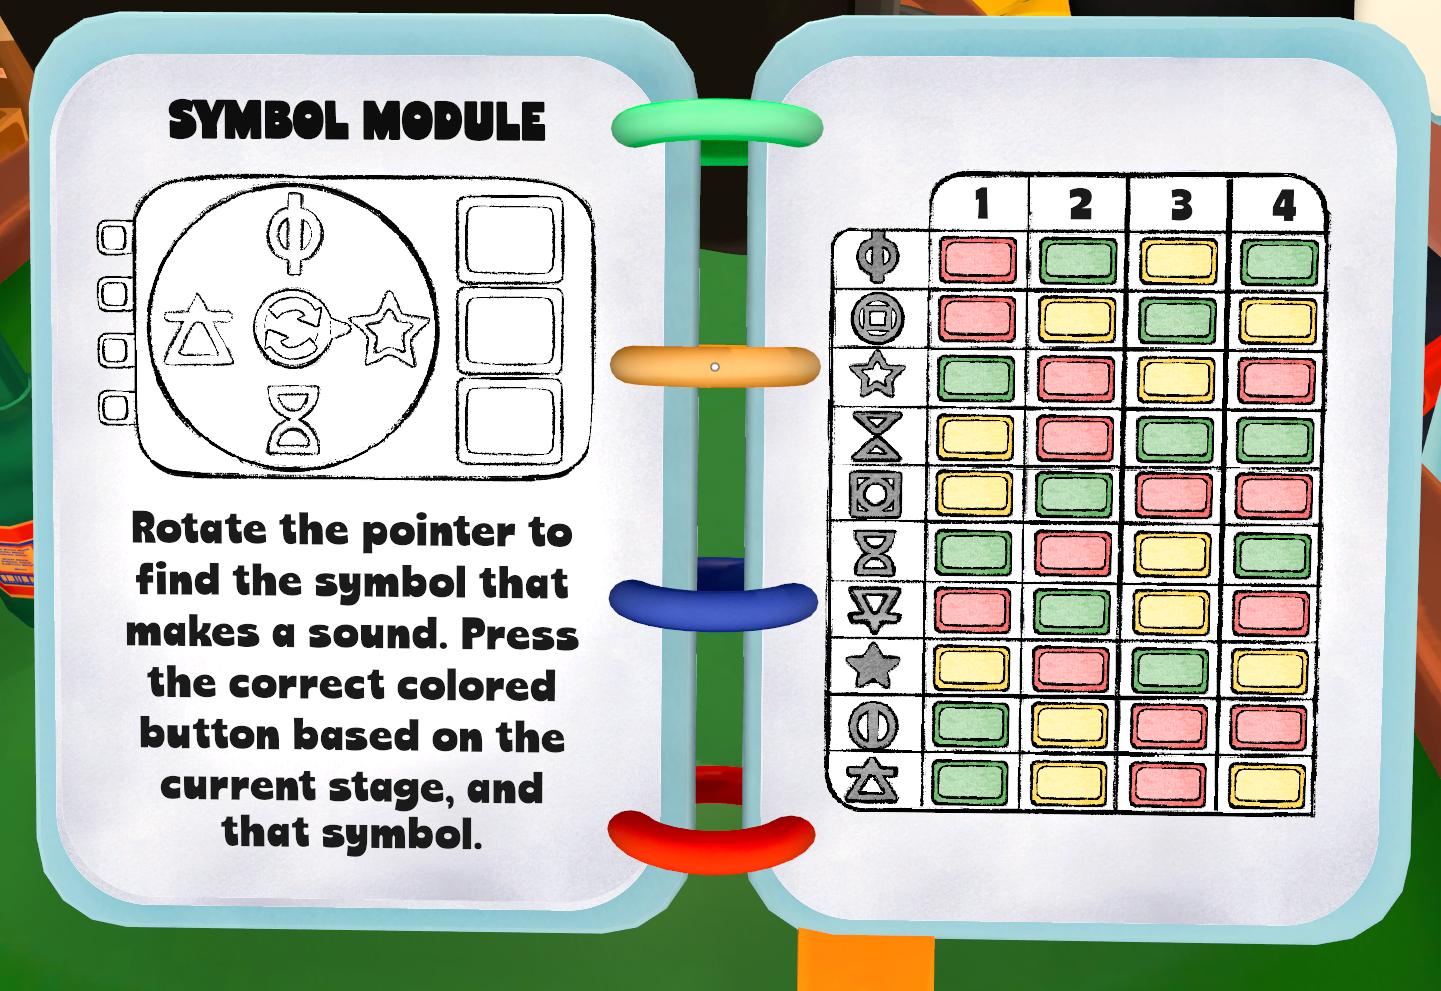 SYMBOL MODULE
Rotate the pointer to
find the symbol that
makes a sound. Press
the correct colored
button based on the
current stage, and
that symbol.
1 2 3 4